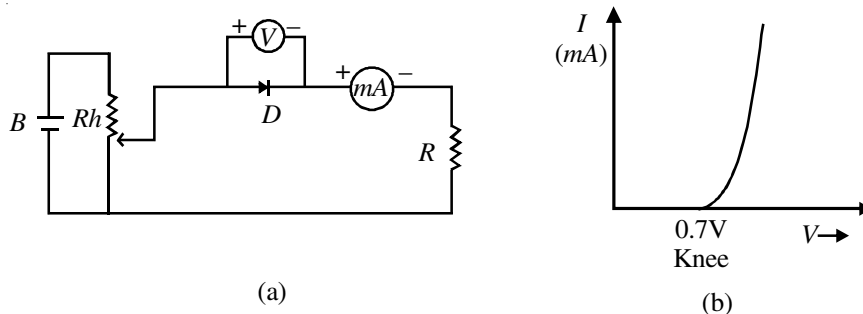 + V −
B
Rh
D
+ mA −
R
(a)
I
(mA)
0.7V
Knee
V
(b)